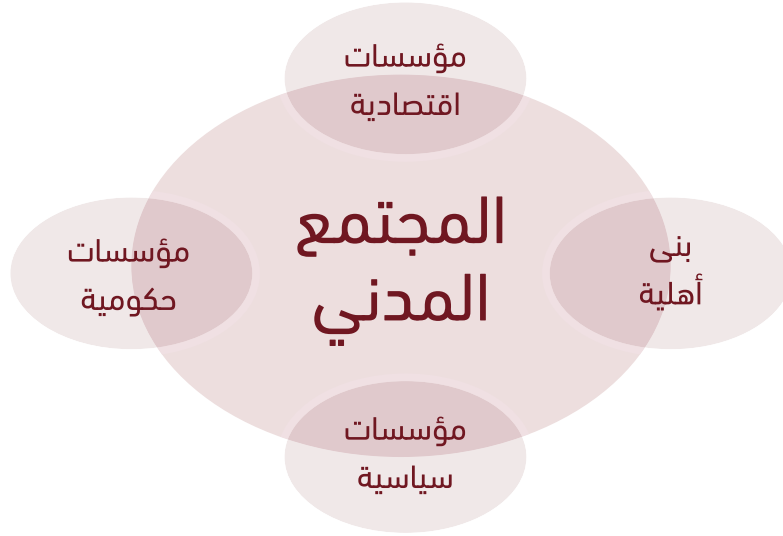 مؤسسات
اقتصادية
المجتمع
المدني
بنى
أهلية
مؤسسات
حكومية
مؤسسات
سياسية